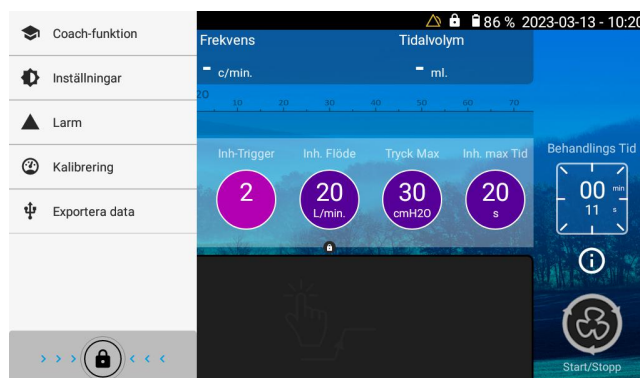 86 % 2023-03-13 - 10:20
Coach-funktion
Inställningar
Larm
Kalibrering
Exportera data
Frekvens
- c/min.
Tidalvolym
- ml.
20 10 20 30 40 50 60 70
Inh-Trigger
2
Inh. Flöde
20
L/min.
Tryck Max
30
cmH2O
Inh. max Tid
20
s
Behandlings Tid
00 min
11 s
Start/Stopp